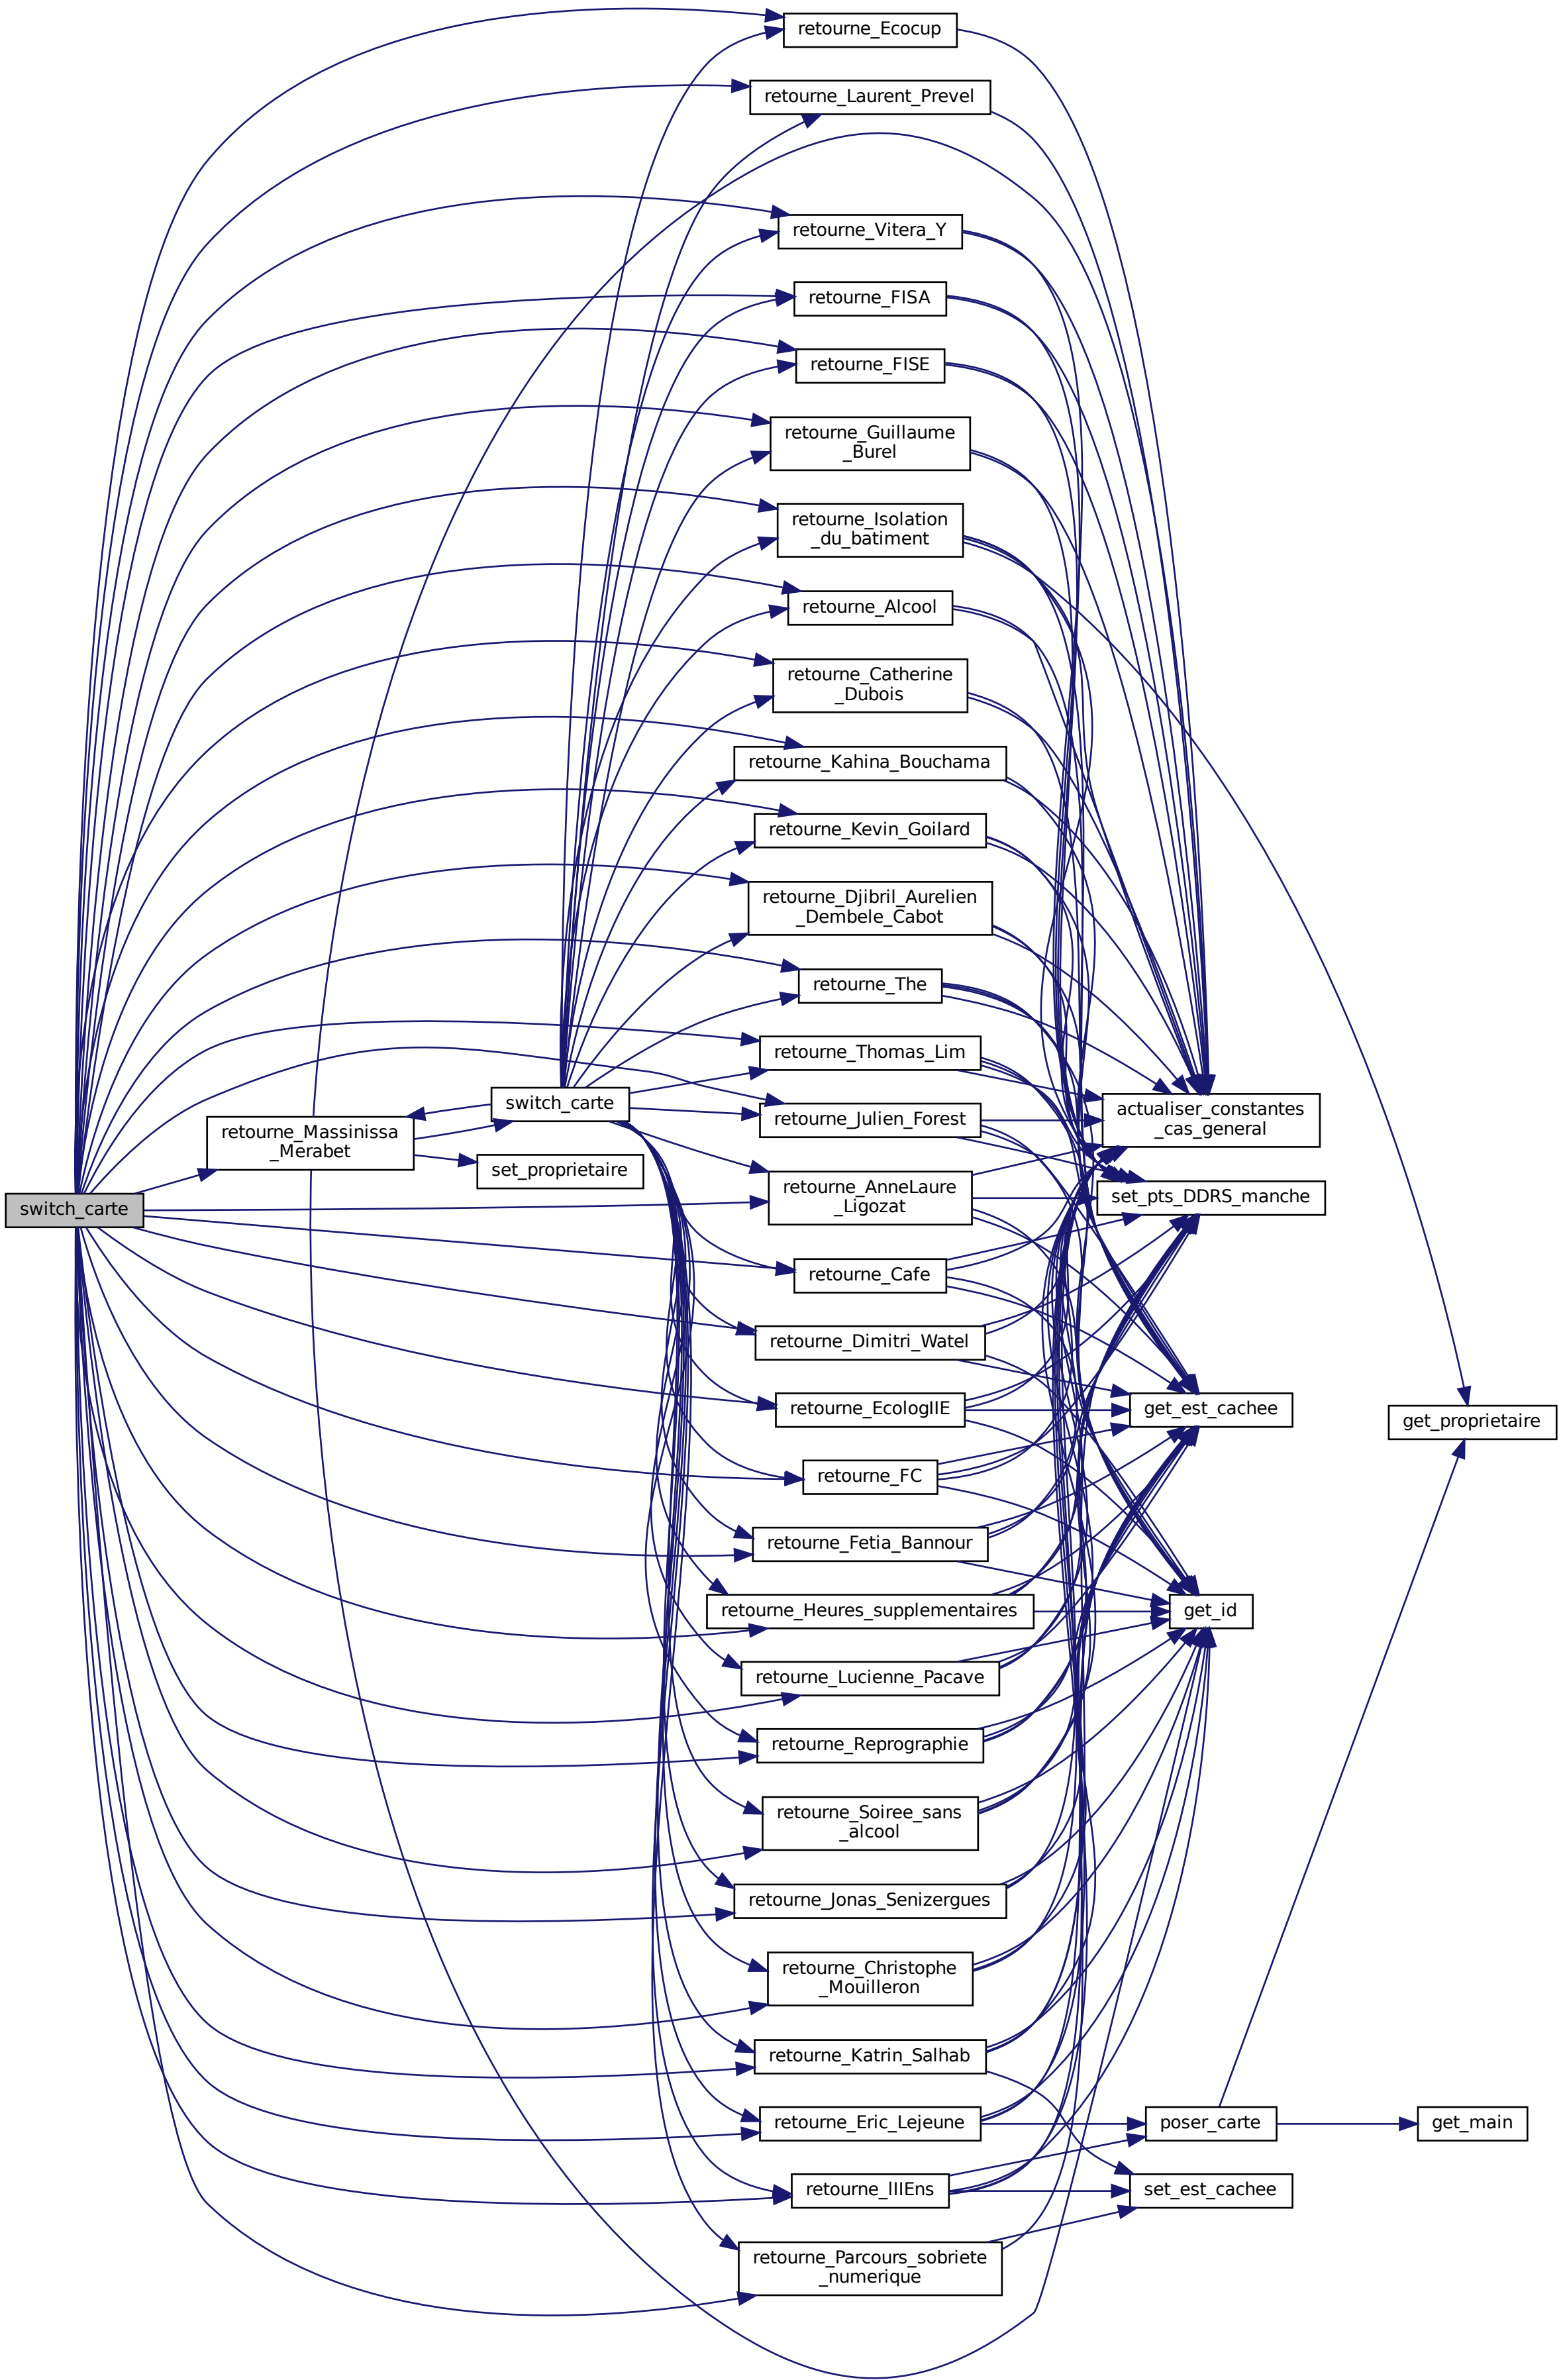 retourne_Ecocup
retourne_Laurent_Prevel
retourne_Vitera_Y
retourne_FISA
retourne_FISE
retourne_Guillaume
_Burel
retourne_Isolation
_du_batiment
retourne_Alcool
retourne_Catherine
_Dubois
retourne_Kahina_Bouchama
retourne_Kevin_Goilard
retourne_Djibril_Aurelien
_Dembele_Cabot
retourne_The
retourne_Thomas_Lim
switch_carte
retourne_Julien_Forest
actualiser_constantes
_cas_general
retourne_Massinissa
_Merabet
set_proprietaire
switch_carte
retourne_AnneLaure
_Ligozat
set_pts_DDRS_manche
retourne_Cafe
retourne_Dimitri_Watel
retourne_EcologIIE
get_est_cachee
get_proprietaire
retourne_FC
retourne_Fetia_Bannour
retourne_Heures_supplementaires
get_id
retourne_Lucienne_Pacave
retourne_Reprographie
retourne_Soiree_sans
_alcool
retourne_Jonas_Senizergues
retourne_Christophe
_Mouilleron
retourne_Katrin_Salhab
retourne_Eric_Lejeune
poser_carte
get_main
retourne_lIIEns
set_est_cachee
retourne_Parcours_sobriete
_numerique